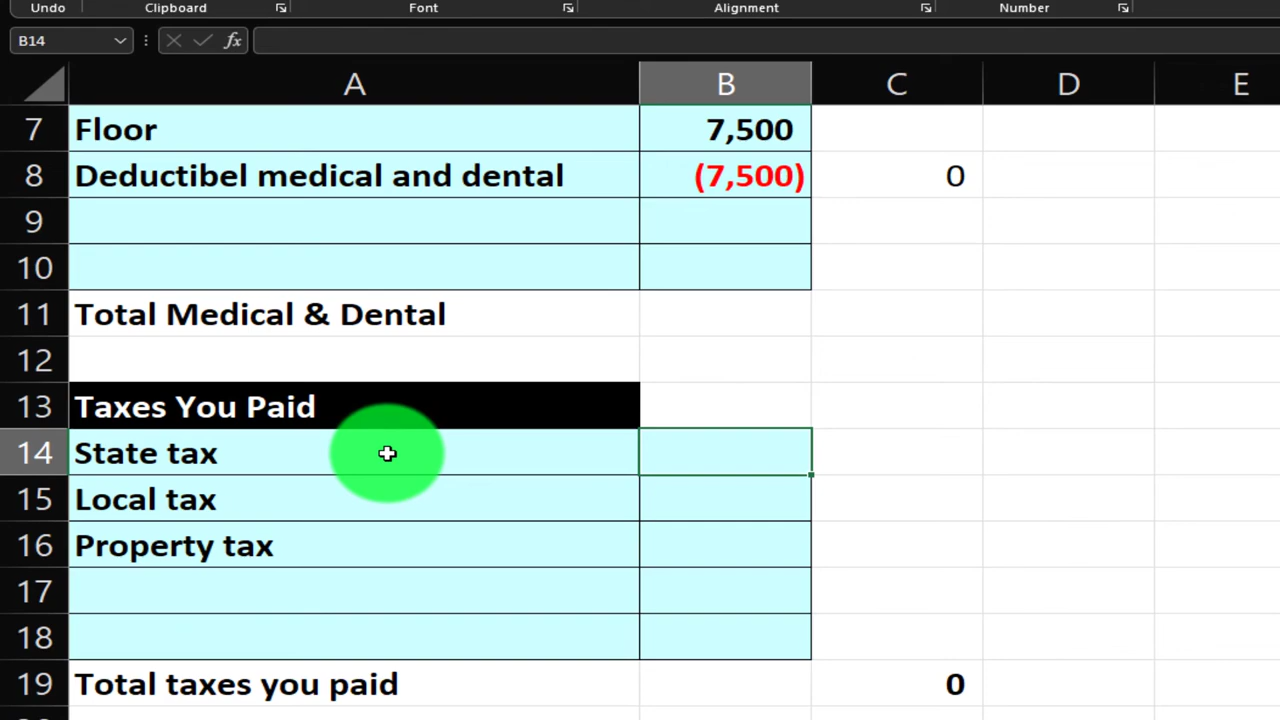 Undo Clipboard Font Alignment Number
B14 fx
A B C D E
7 Floor 7,500
8 Deductibel medical and dental (7,500) 0
9
10
11 Total Medical & Dental
12
13 Taxes You Paid
14 State tax
15 Local tax
16 Property tax
17
18
19 Total taxes you paid 0